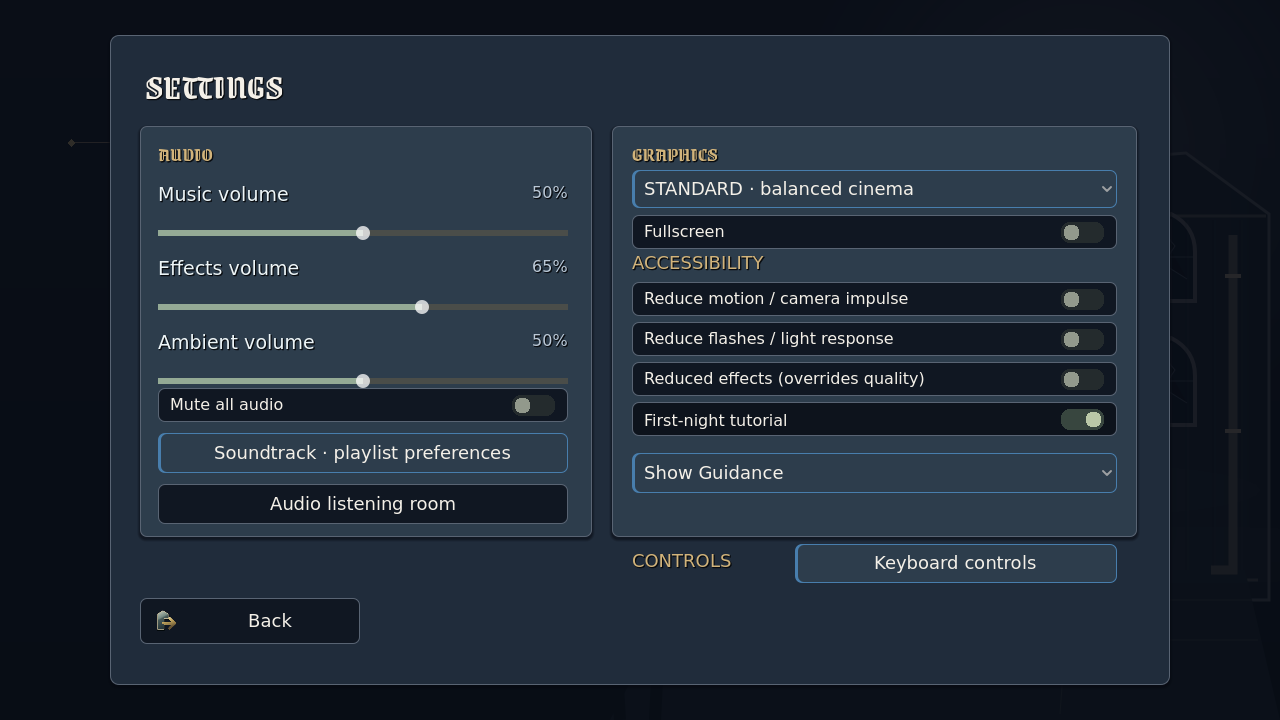 SETTINGS
AUDIO
Music volume 50%
Effects volume 65%
Ambient volume 50%
Mute all audio
Soundtrack · playlist preferences
Audio listening room
GRAPHICS
STANDARD · balanced cinema
Fullscreen
ACCESSIBILITY
Reduce motion / camera impulse
Reduce flashes / light response
Reduced effects (overrides quality)
First-night tutorial
Show Guidance
CONTROLS Keyboard controls
Back